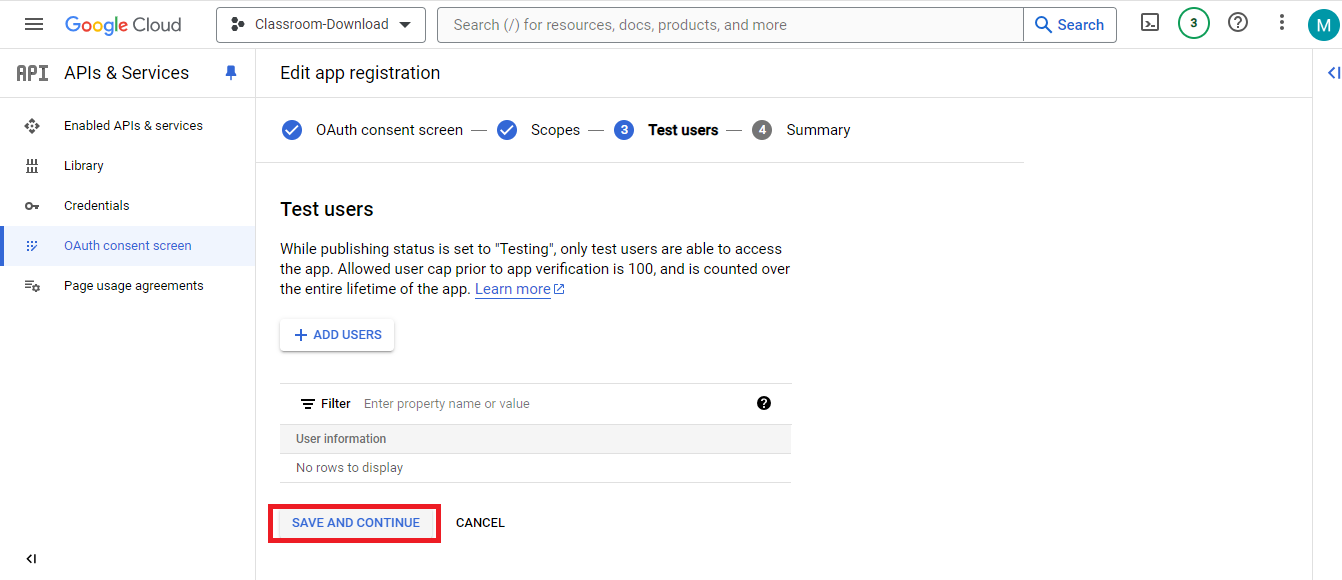 Google Cloud
Classroom-Download
Search (/) for resources, docs, products, and more
Search
3
M
API APIs & Services
Edit app registration
Enabled APIs & services
Library
Credentials
OAuth consent screen
Page usage agreements
OAuth consent screen — Scopes — 3 Test users — 4 Summary
Test users
While publishing status is set to "Testing", only test users are able to access
the app. Allowed user cap prior to app verification is 100, and is counted over
the entire lifetime of the app. Learn more
+ ADD USERS
Filter Enter property name or value
User information
No rows to display
SAVE AND CONTINUE CANCEL